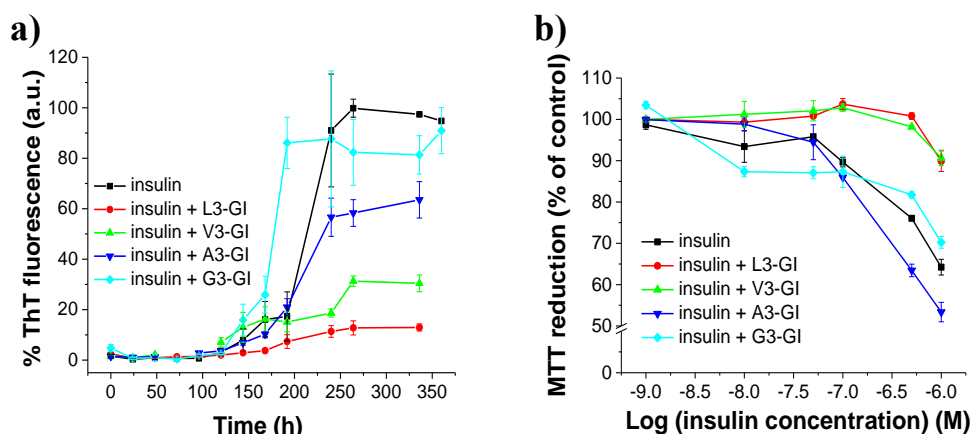 a)
% ThT fluorescence (a.u.)
120
100
80
60
40
20
0
insulin
insulin + L3-GI
insulin + V3-GI
insulin + A3-GI
insulin + G3-GI
0 50 100 150 200 250 300 350
Time (h)
b)
MTT reduction (% of control)
110
100
90
80
70
60
50
0
insulin
insulin + L3-GI
insulin + V3-GI
insulin + A3-GI
insulin + G3-GI
-9.0 -8.5 -8.0 -7.5 -7.0 -6.5 -6.0
Log (insulin concentration) (M)